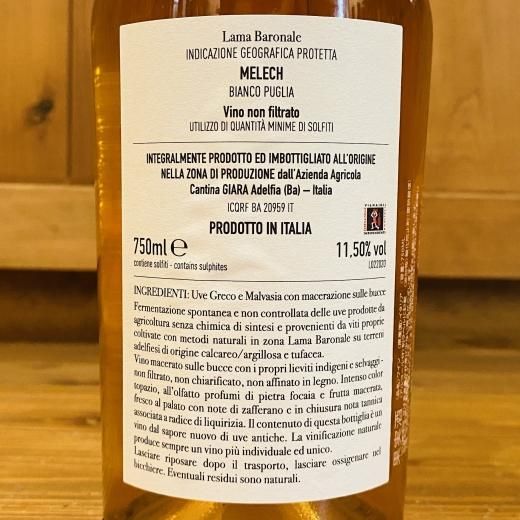 Lama Baronale
INDICAZIONE GEOGRAFICA PROTETTA
MELECH
BIANCO PUGLIA
Vino non filtrato
UTILIZZO DI QUANTITÀ MINIME DI SOLFITI
INTEGRALMENTE PRODOTTO ED IMBOTTIGLIATO ALL'ORIGINE
NELLA ZONA DI PRODUZIONE dall'Azienda Agricola
Cantina GIARA Adelfia (Ba) – Italia
ICQRF BA 20959 IT
PRODOTTO IN ITALIA
750ml ℮
11,50% vol
contiene solfiti - contains sulphites
L022020
INGREDIENTI: Uve Greco e Malvasia con macerazione sulle bucce
Fermentazione spontanea e non controllata delle uve prodotte da
agricoltura senza chimica di sintesi e provenienti da viti proprie
coltivate con metodi naturali in zona Lama Baronale su terreni
adelfiesi di origine calcareo/argillosa e tufacea.
Vino macerato sulle bucce con i propri lieviti indigeni e selvaggi-
non filtrato, non chiarificato, non affinato in legno. Intenso color
topazio, all'olfatto profumi di pietra focaia e frutta macerata,
fresco al palato con note di zafferano e in chiusura nota tannica
associata a radice di liquirizia. Il contenuto di questa bottiglia è un
vino dal sapore nuovo di uve antiche. La vinificazione naturale
produce sempre un vino più individuale ed unico.
Lasciare riposare dopo il trasporto, lasciare ossigenare nel
bicchiere. Eventuali residui sono naturali.